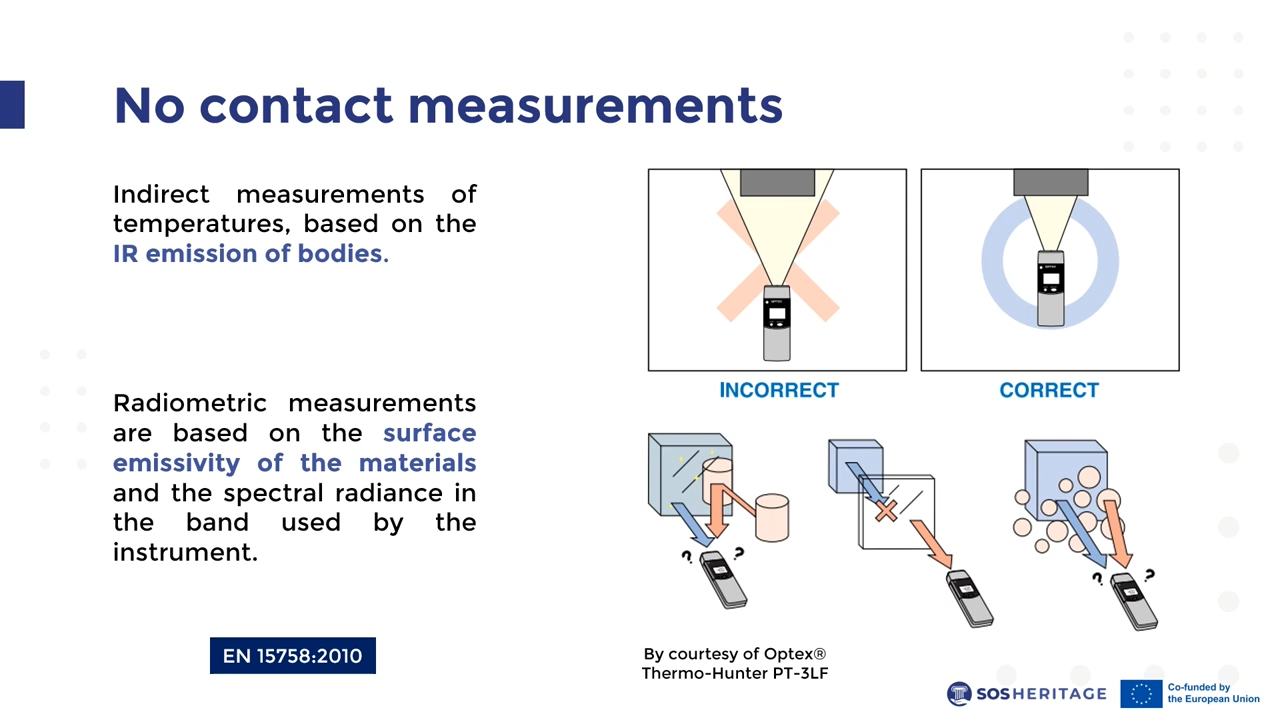 No contact measurements
Indirect measurements of
temperatures, based on the
IR emission of bodies.
Radiometric measurements
are based on the surface
emissivity of the materials
and the spectral radiance in
the band used by the
instrument.
EN 15758:2010
OPTEX
OPTEX
INCORRECT
CORRECT
? ?
? ?
By courtesy of Optex®
Thermo-Hunter PT-3LF
SOSHERITAGE
Co-funded by
the European Union